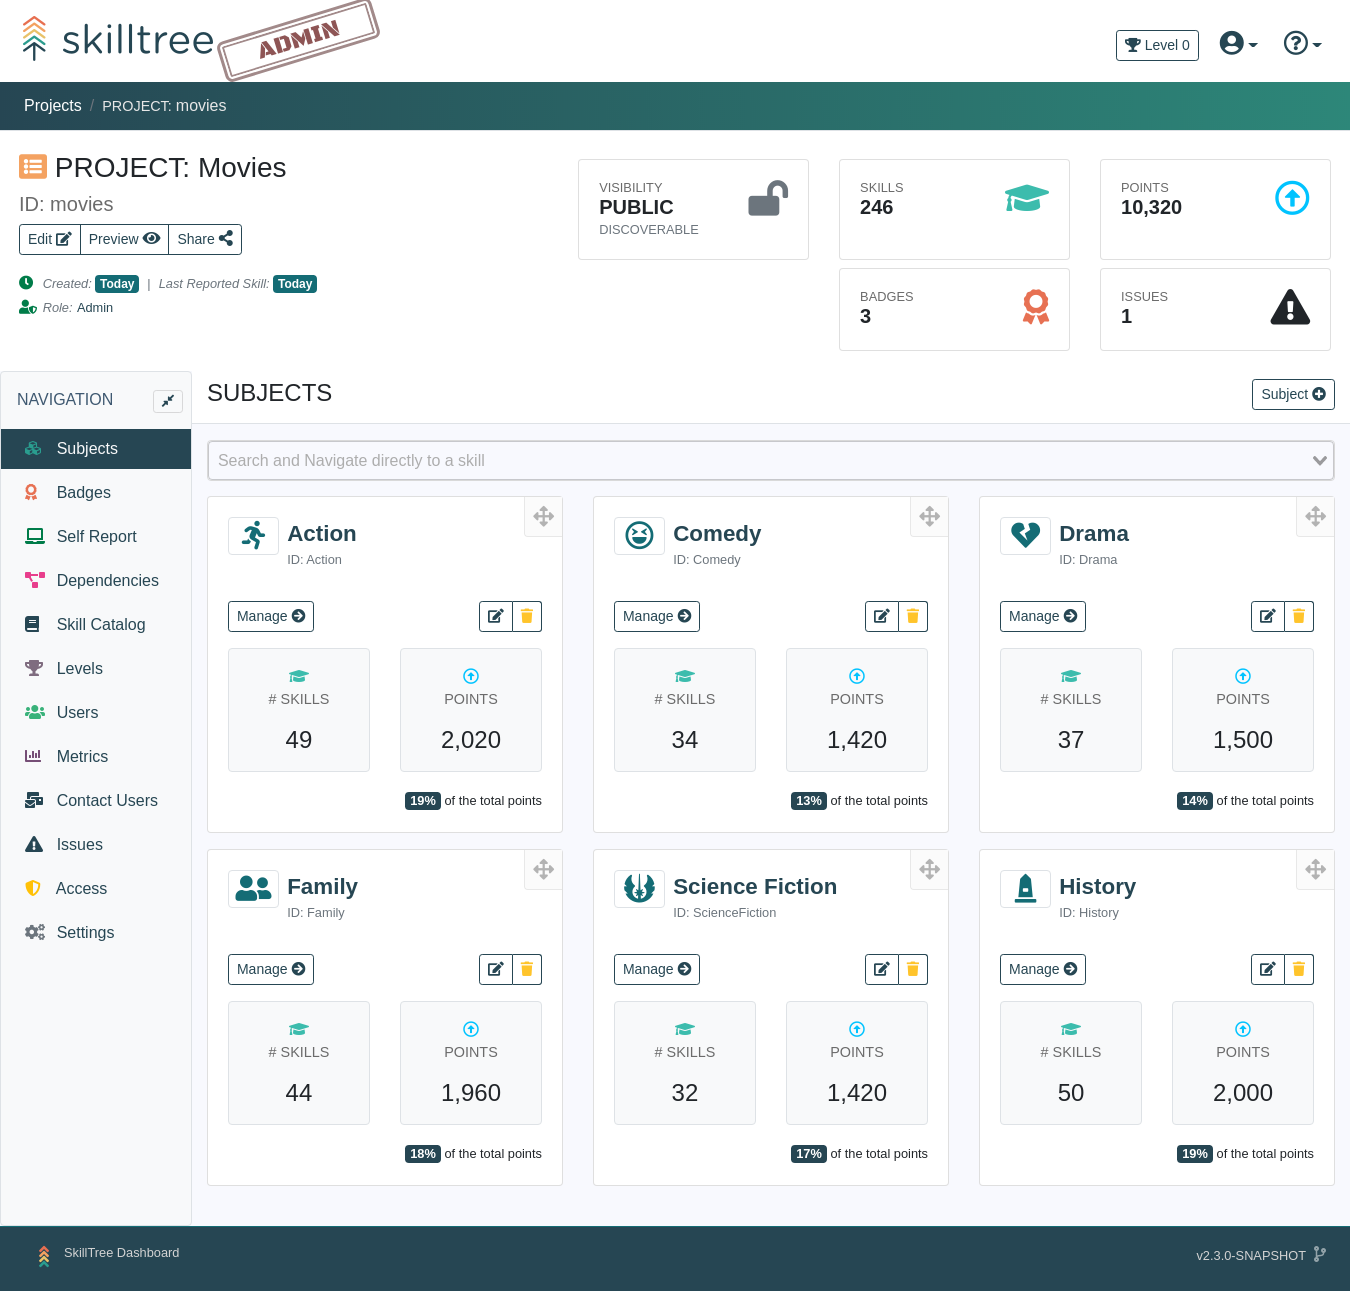 skilltree ADMIN
Level 0
Projects / PROJECT: movies
PROJECT: Movies
ID: movies
Edit Preview Share
Created: Today | Last Reported Skill: Today
Role: Admin
VISIBILITY
PUBLIC
DISCOVERABLE
SKILLS
246
POINTS
10,320
BADGES
3
ISSUES
1
NAVIGATION
Subjects
Badges
Self Report
Dependencies
Skill Catalog
Levels
Users
Metrics
Contact Users
Issues
Access
Settings
SUBJECTS
Subject
Search and Navigate directly to a skill
Action
ID: Action
Manage
# SKILLS
49
POINTS
2,020
19% of the total points
Comedy
ID: Comedy
Manage
# SKILLS
34
POINTS
1,420
13% of the total points
Drama
ID: Drama
Manage
# SKILLS
37
POINTS
1,500
14% of the total points
Family
ID: Family
Manage
# SKILLS
44
POINTS
1,960
18% of the total points
Science Fiction
ID: ScienceFiction
Manage
# SKILLS
32
POINTS
1,420
17% of the total points
History
ID: History
Manage
# SKILLS
50
POINTS
2,000
19% of the total points
SkillTree Dashboard
v2.3.0-SNAPSHOT